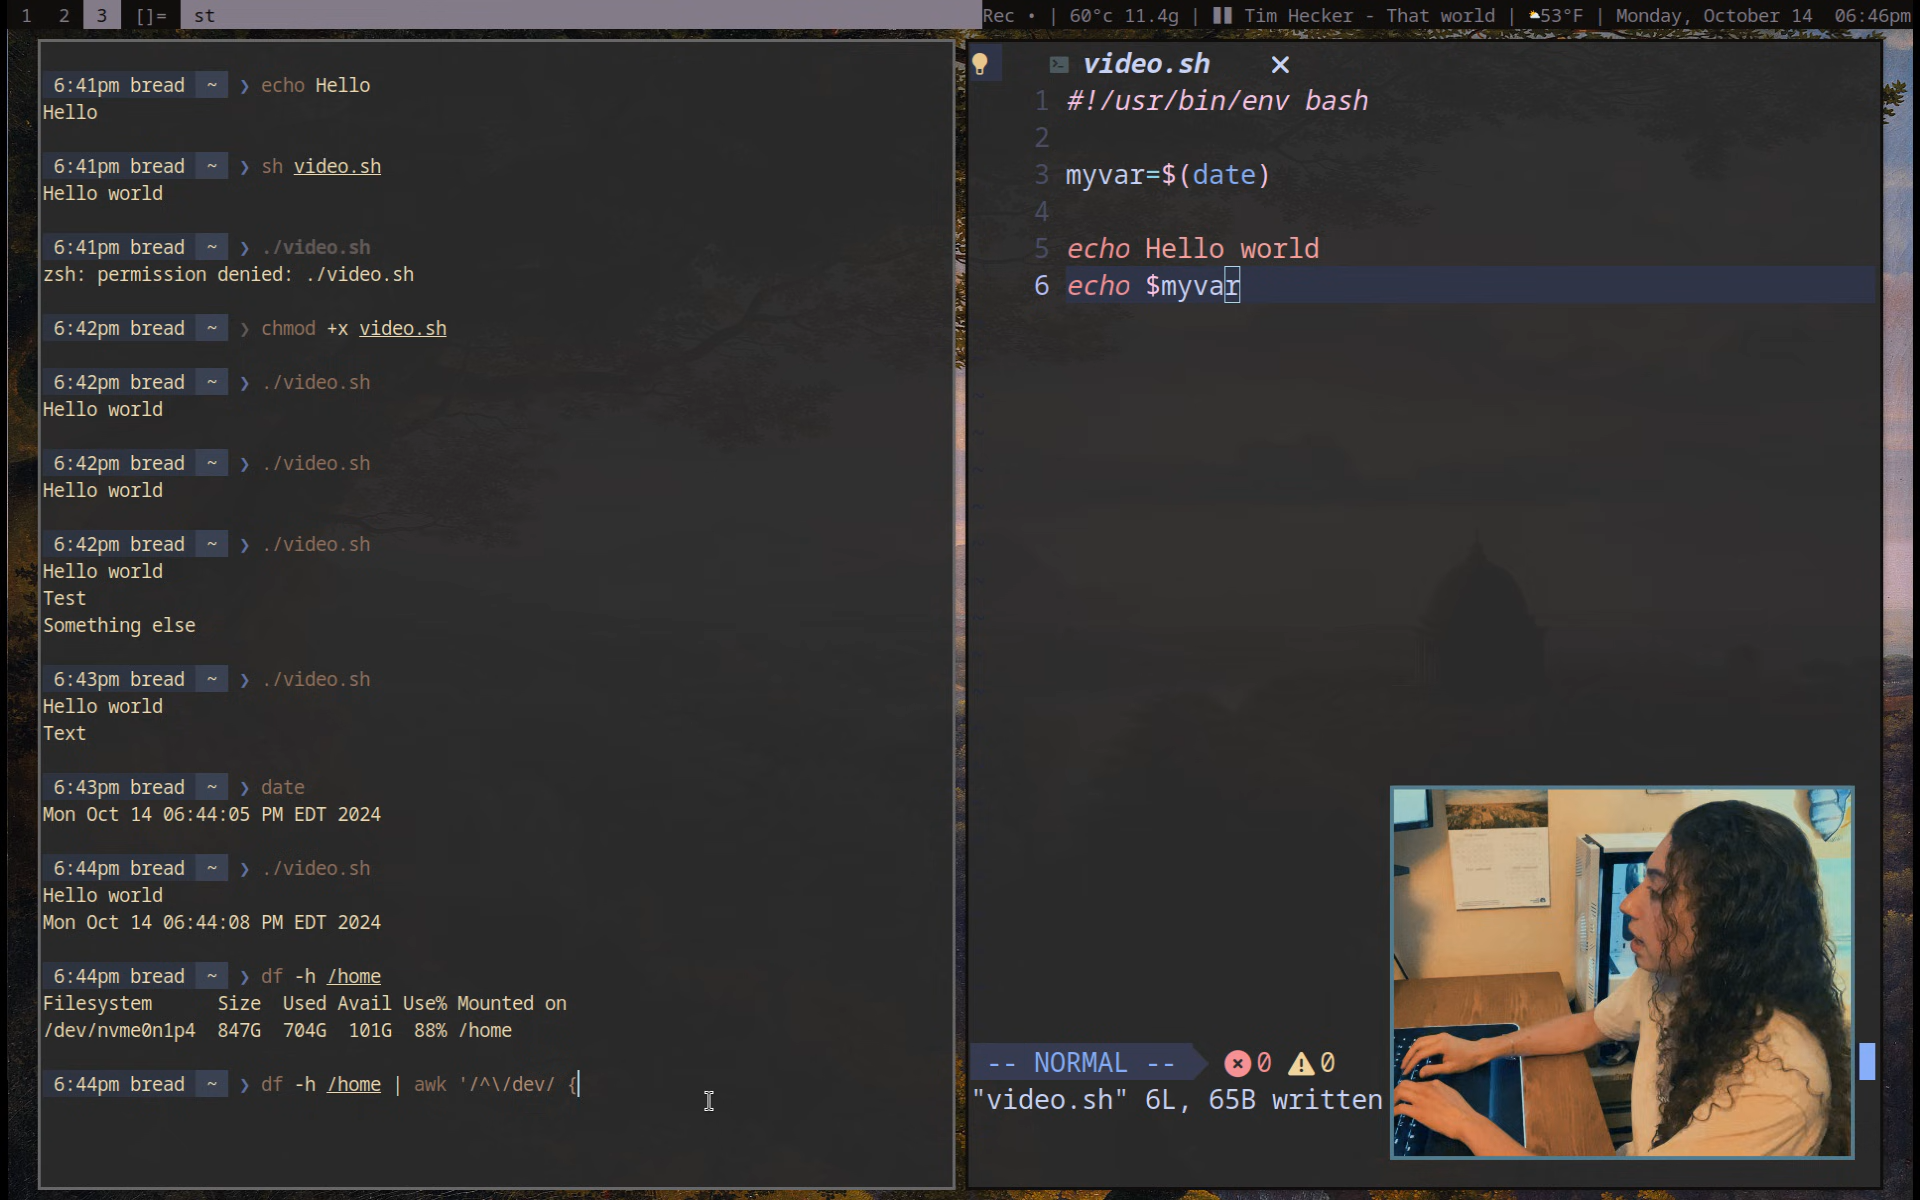 1 2 3 []= st Rec • | 60°c 11.4g | Tim Hecker - That world | 53°F | Monday, October 14 06:46pm
6:41pm bread ~ ❯ echo Hello
Hello
6:41pm bread ~ ❯ sh video.sh
Hello world
6:41pm bread ~ ❯ ./video.sh
zsh: permission denied: ./video.sh
6:42pm bread ~ ❯ chmod +x video.sh
6:42pm bread ~ ❯ ./video.sh
Hello world
6:42pm bread ~ ❯ ./video.sh
Hello world
6:42pm bread ~ ❯ ./video.sh
Hello world
Test
Something else
6:43pm bread ~ ❯ ./video.sh
Hello world
Text
6:43pm bread ~ ❯ date
Mon Oct 14 06:44:05 PM EDT 2024
6:44pm bread ~ ❯ ./video.sh
Hello world
Mon Oct 14 06:44:08 PM EDT 2024
6:44pm bread ~ ❯ df -h /home
Filesystem Size Used Avail Use% Mounted on
/dev/nvme0n1p4 847G 704G 101G 88% /home
6:44pm bread ~ ❯ df -h /home | awk '/^\/dev/ {
video.sh ×
1 #!/usr/bin/env bash
2
3 myvar=$(date)
4
5 echo Hello world
6 echo $myvar
-- NORMAL -- 0 0
"video.sh" 6L, 65B written